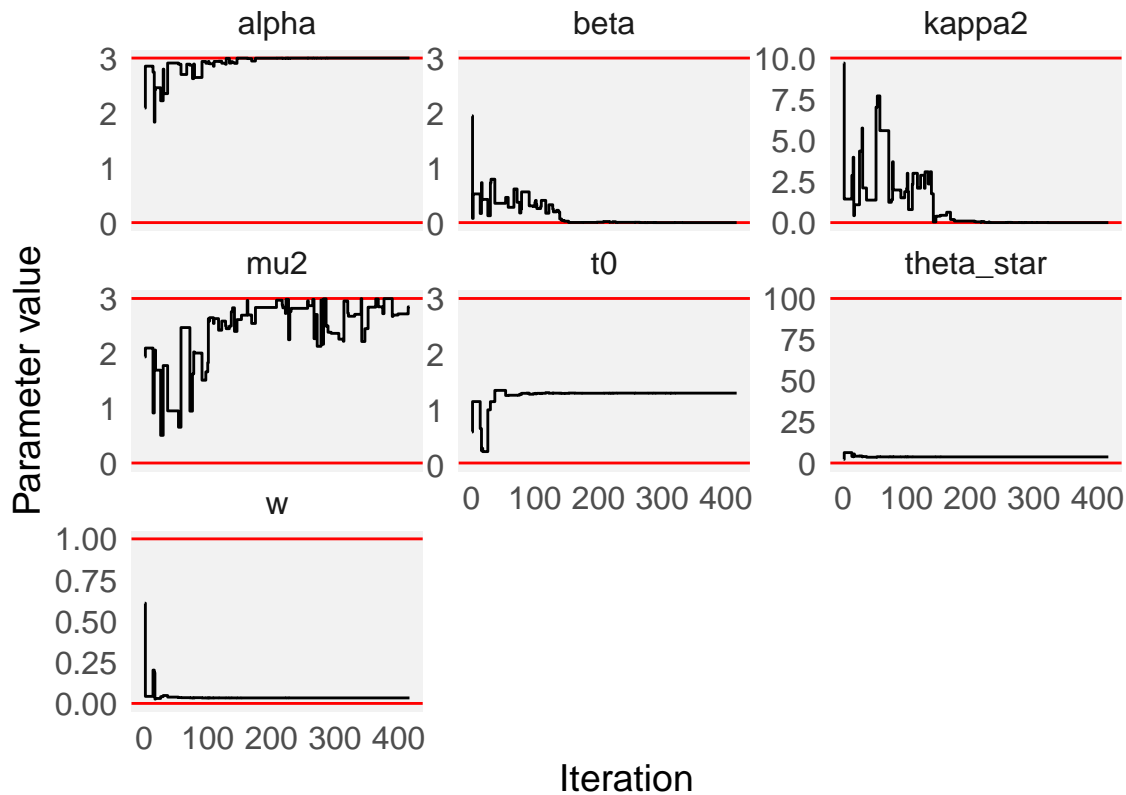 alpha beta kappa2
3 3 10.0
2 2 7.5
1 1 5.0
0 0 2.5
0.0
mu2 t0 theta_star
3 3 100
2 2 75
1 1 50
0 0 25
0
0 100 200 300 400 0 100 200 300 400
w
1.00
0.75
0.50
0.25
0.00
0 100 200 300 400
Parameter value
Iteration